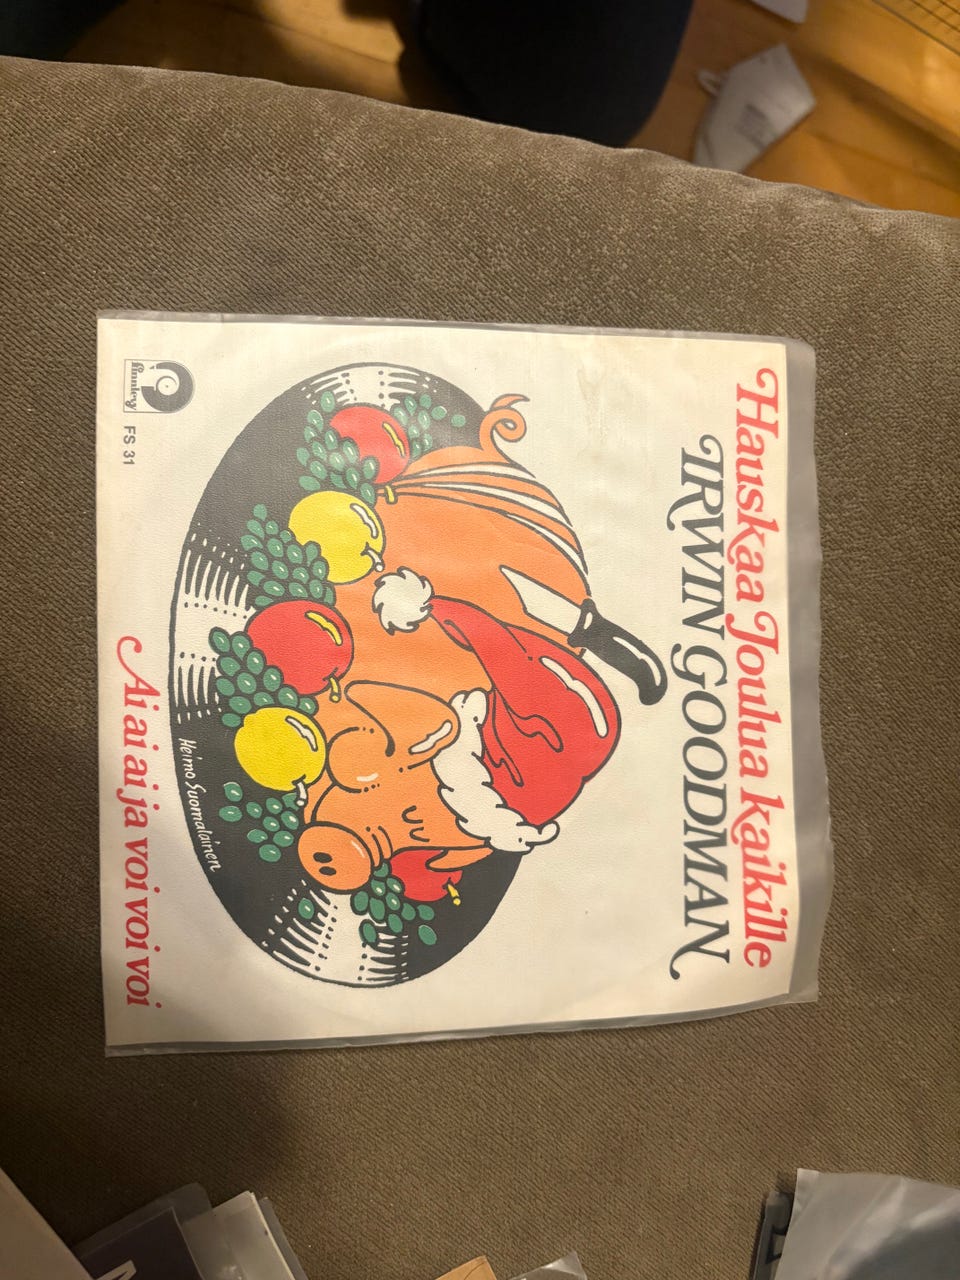 Hauskaa Joulua kaikille
IRWIN GOODMAN
Heimo Suomalainen
finnlevy
FS 31
Ai ai ai ja voi voi voi